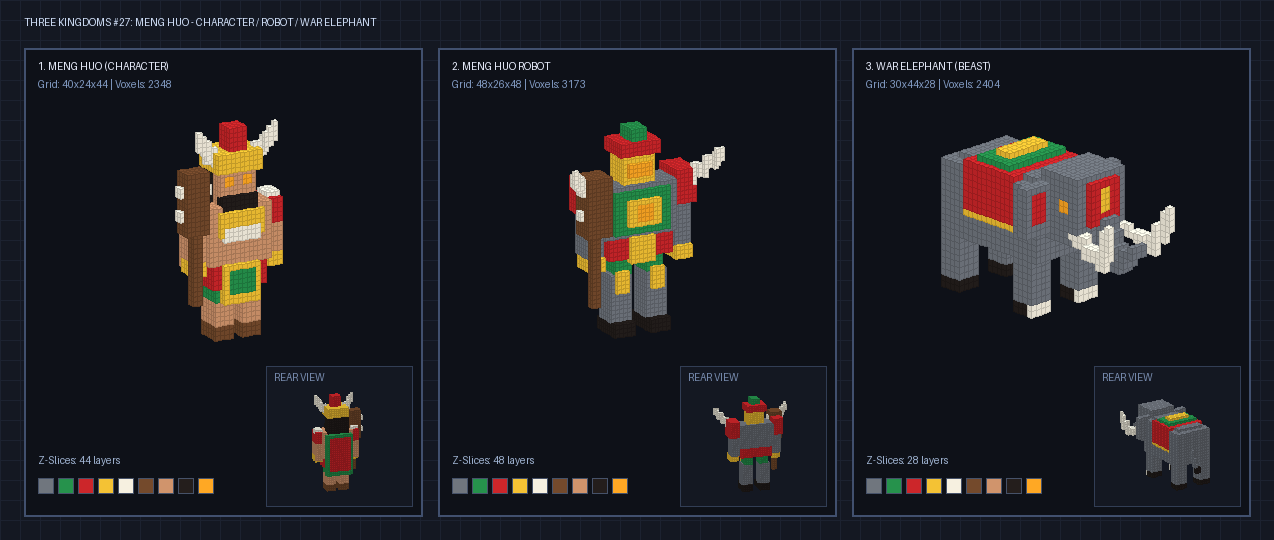 THREE KINGDOMS #27: MENG HUO - CHARACTER / ROBOT / WAR ELEPHANT
1. MENG HUO (CHARACTER)
Grid: 40x24x44 | Voxels: 2348
REAR VIEW
Z-Slices: 44 layers
2. MENG HUO ROBOT
Grid: 48x26x48 | Voxels: 3173
REAR VIEW
Z-Slices: 48 layers
3. WAR ELEPHANT (BEAST)
Grid: 30x44x28 | Voxels: 2404
REAR VIEW
Z-Slices: 28 layers